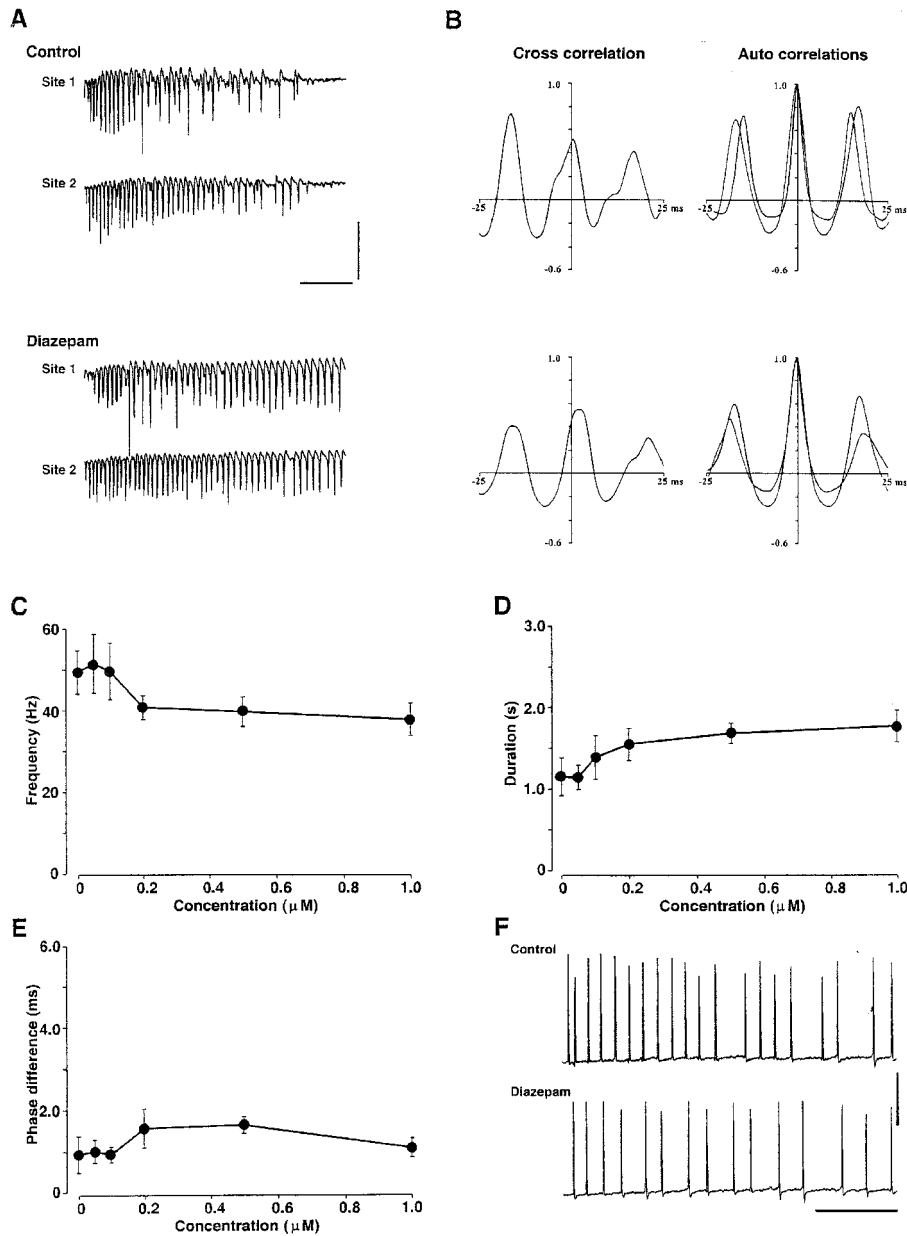 A
Control
Site 1
Site 2
Diazepam
Site 1
Site 2
B
Cross correlation
Auto correlations
1.0
-25
25 ms
-0.6
1.0
-25
25 ms
-0.6
1.0
-25
25 ms
-0.6
1.0
-25
25 ms
-0.6
C
Frequency (Hz)
60
40
20
0
0
0.2
0.4
0.6
0.8
1.0
Concentration (μM)
D
Duration (s)
3.0
2.0
1.0
0
0
0.2
0.4
0.6
0.8
1.0
Concentration (μM)
E
Phase difference (ms)
6.0
4.0
2.0
0
0
0.2
0.4
0.6
0.8
1.0
Concentration (μM)
F
Control
Diazepam